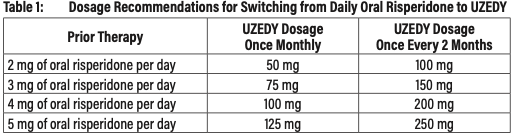 Table 1: Dosage Recommendations for Switching from Daily Oral Risperidone to UZEDY
Prior Therapy
UZEDY Dosage
Once Monthly
UZEDY Dosage
Once Every 2 Months
2 mg of oral risperidone per day 50 mg 100 mg
3 mg of oral risperidone per day 75 mg 150 mg
4 mg of oral risperidone per day 100 mg 200 mg
5 mg of oral risperidone per day 125 mg 250 mg